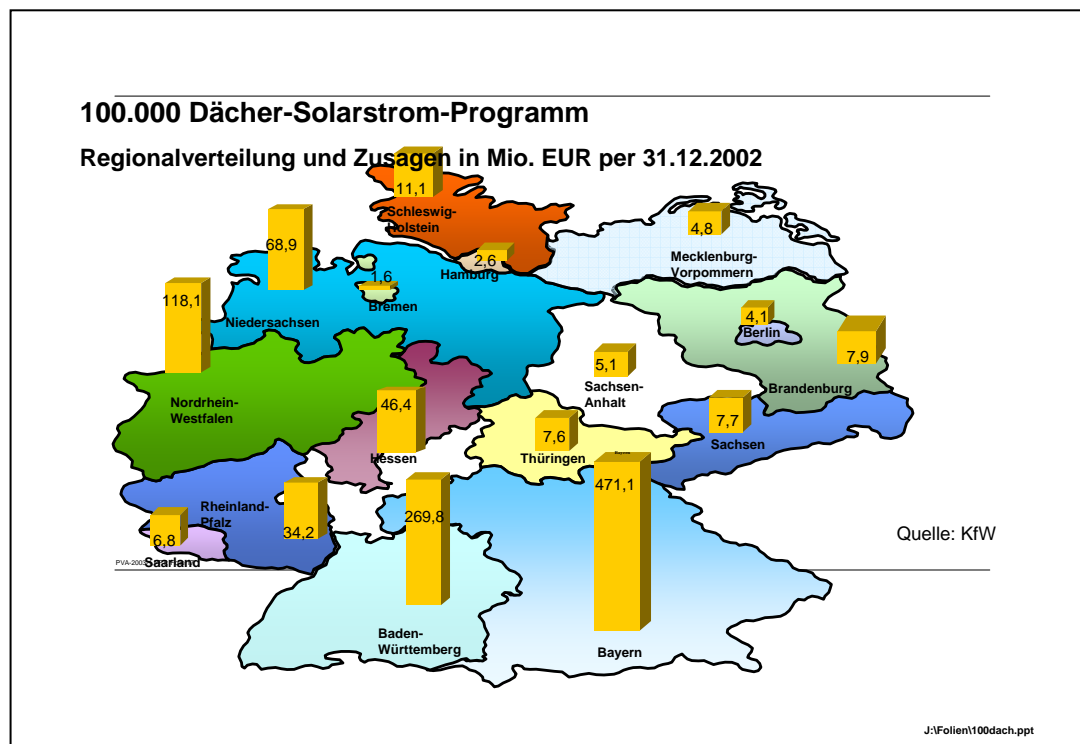 100.000 Dächer-Solarstrom-Programm
Regionalverteilung und Zusagen in Mio. EUR per 31.12.2002
11,1
Schleswig-
Holstein
4,8
Mecklenburg-
Vorpommern
68,9
2,6
Hamburg
1,6
Bremen
118,1
Niedersachsen
4,1
Berlin
7,9
Brandenburg
5,1
Sachsen-
Anhalt
Nordrhein-
Westfalen
46,4
Hessen
7,6
Thüringen
7,7
Sachsen
Bayern
471,1
269,8
Rheinland-
Pfalz
34,2
6,8
Saarland
Quelle: KfW
Baden-
Württemberg
Bayern
J:\Folien\100dach.ppt